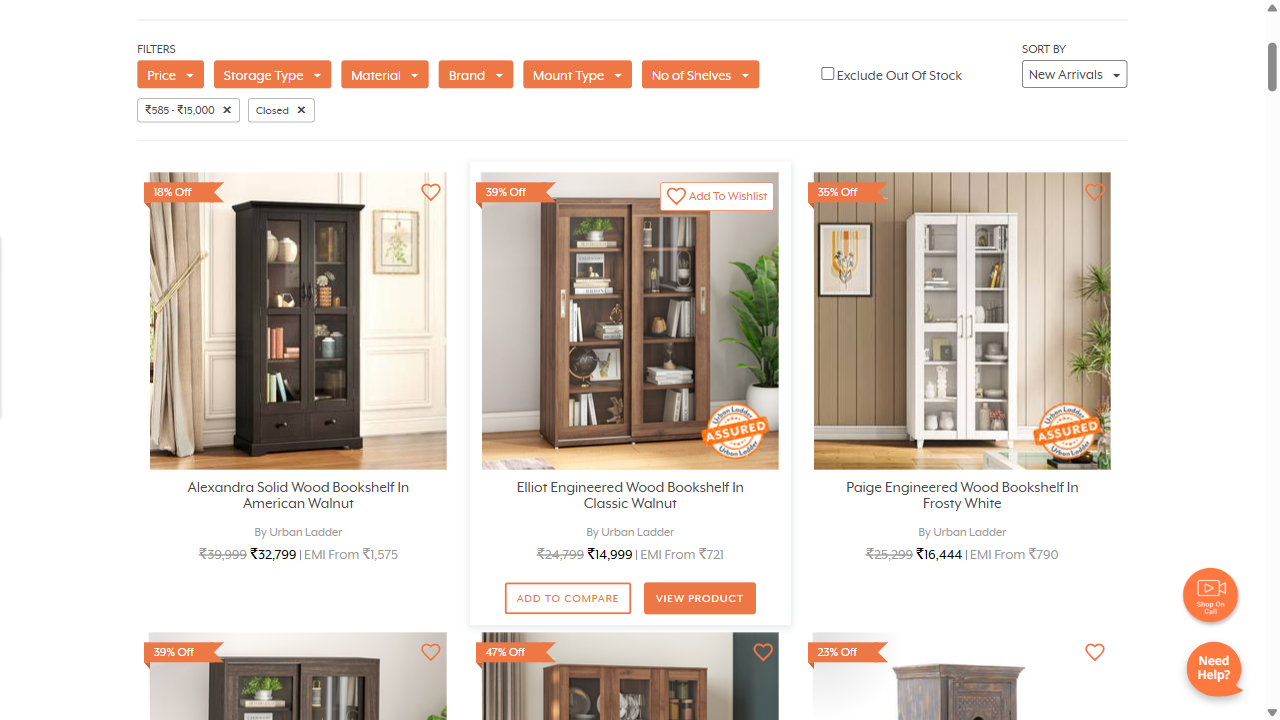 FILTERS
SORT BY
Price
Storage Type
Material
Brand
Mount Type
No of Shelves
Exclude Out Of Stock
New Arrivals
₹585 - ₹15,000 ✕
Closed ✕
18% Off
39% Off
Add To Wishlist
35% Off
Urban Ladder
ASSURED
Urban Ladder
Urban Ladder
ASSURED
Urban Ladder
Alexandra Solid Wood Bookshelf In
American Walnut
By Urban Ladder
₹39,999 ₹32,799 | EMI From ₹1,575
Elliot Engineered Wood Bookshelf In
Classic Walnut
By Urban Ladder
₹24,799 ₹14,999 | EMI From ₹721
ADD TO COMPARE
VIEW PRODUCT
Paige Engineered Wood Bookshelf In
Frosty White
By Urban Ladder
₹25,299 ₹16,444 | EMI From ₹790
39% Off
47% Off
23% Off
Shop On
Call
Need
Help?